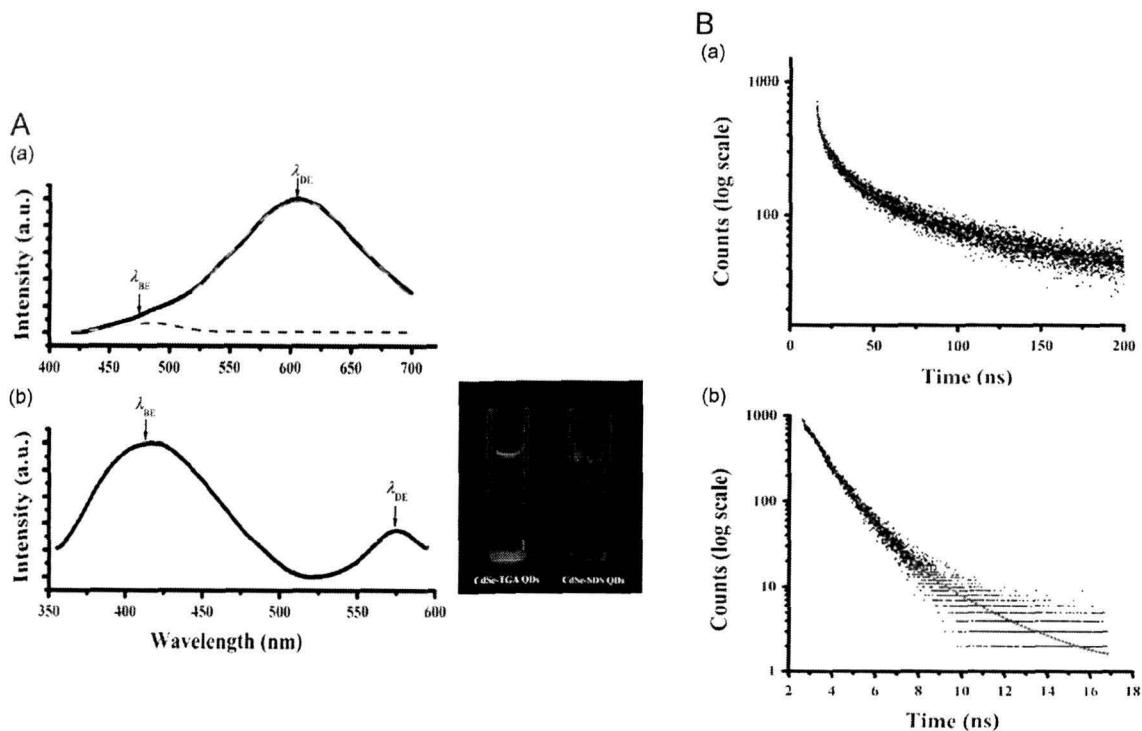 A
(a)
λDE
λBE
Intensity (a.u.)
400 450 500 550 600 650 700
(b)
λBE
λDE
Intensity (a.u.)
350 400 450 500 550 600
Wavelength (nm)
CdSe-TGA QDs CdSe-SDS QDs
B
(a)
1000
100
Counts (log scale)
0 50 100 150 200
Time (ns)
(b)
1000
100
10
1
Counts (log scale)
2 4 6 8 10 12 14 16 18
Time (ns)